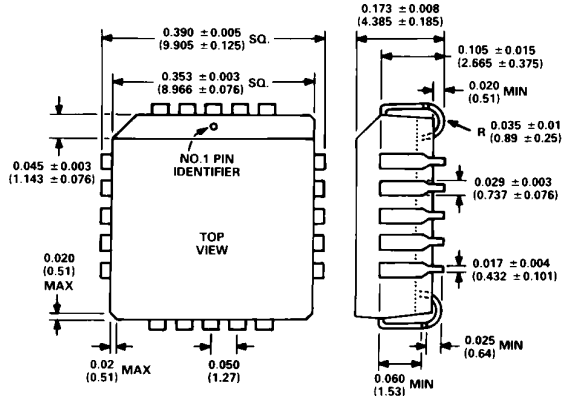 0.390 ± 0.005
(9.905 ± 0.125) SQ.
0.353 ± 0.003
(8.966 ± 0.076) SQ.
0.173 ± 0.008
(4.385 ± 0.185)
0.105 ± 0.015
(2.665 ± 0.375)
0.020
(0.51) MIN
R 0.035 ± 0.01
(0.89 ± 0.25)
0.045 ± 0.003
(1.143 ± 0.076)
NO.1 PIN
IDENTIFIER
0.029 ± 0.003
(0.737 ± 0.076)
TOP
VIEW
0.020
(0.51)
MAX
0.017 ± 0.004
(0.432 ± 0.101)
0.02
(0.51) MAX
0.050
(1.27)
0.025
(0.64) MIN
0.060
(1.53) MIN